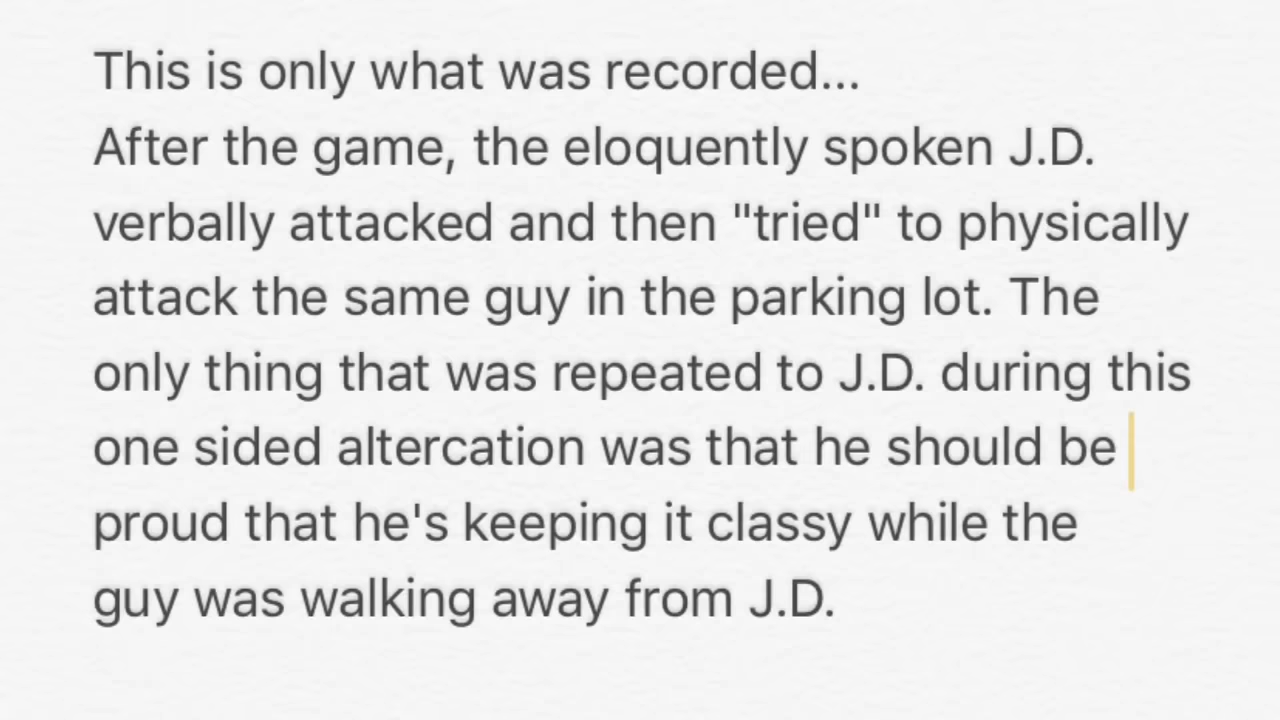 This is only what was recorded...
After the game, the eloquently spoken J.D.
verbally attacked and then "tried" to physically
attack the same guy in the parking lot. The
only thing that was repeated to J.D. during this
one sided altercation was that he should be
proud that he's keeping it classy while the
guy was walking away from J.D.